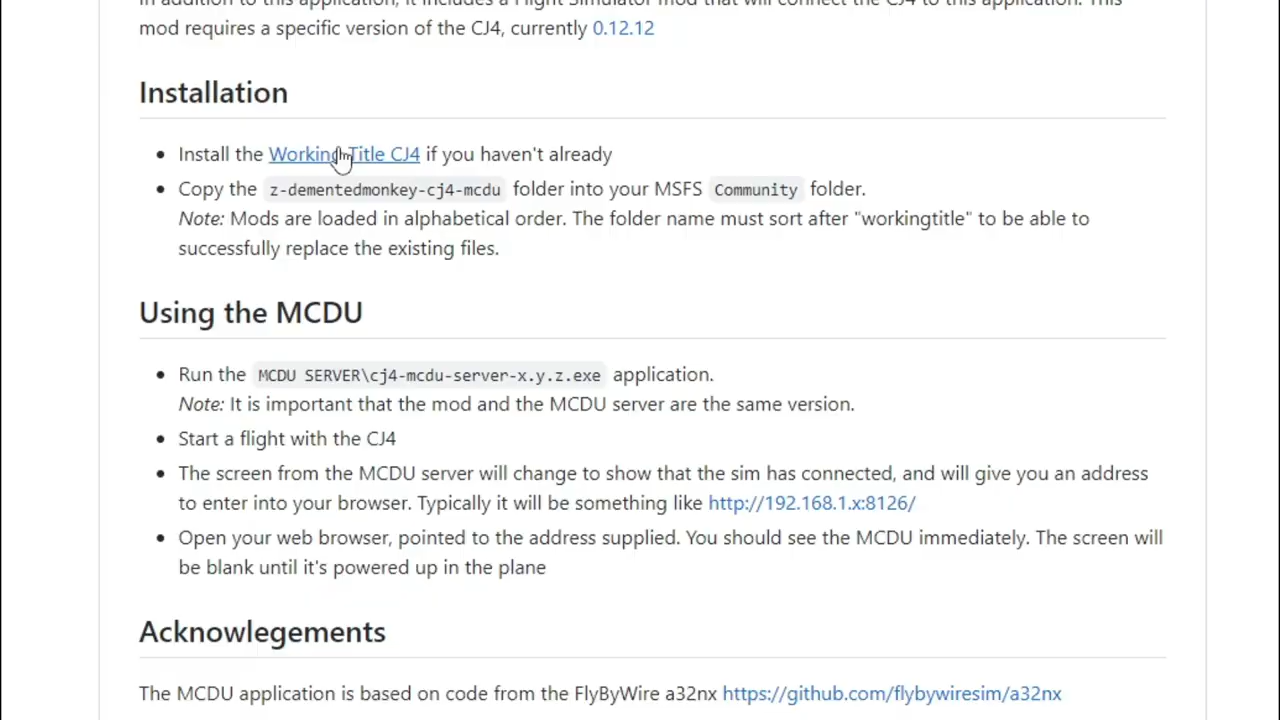 In addition to this application, it includes a Flight Simulator mod that will connect the CJ4 to this application. This
mod requires a specific version of the CJ4, currently 0.12.12
Installation
Install the Working Title CJ4 if you haven't already
Copy the z-dementedmonkey-cj4-mcdu folder into your MSFS Community folder.
Note: Mods are loaded in alphabetical order. The folder name must sort after "workingtitle" to be able to
successfully replace the existing files.
Using the MCDU
Run the MCDU SERVER\cj4-mcdu-server-x.y.z.exe application.
Note: It is important that the mod and the MCDU server are the same version.
Start a flight with the CJ4
The screen from the MCDU server will change to show that the sim has connected, and will give you an address
to enter into your browser. Typically it will be something like http://192.168.1.x:8126/
Open your web browser, pointed to the address supplied. You should see the MCDU immediately. The screen will
be blank until it's powered up in the plane
Acknowlegements
The MCDU application is based on code from the FlyByWire a32nx https://github.com/flybywiresim/a32nx